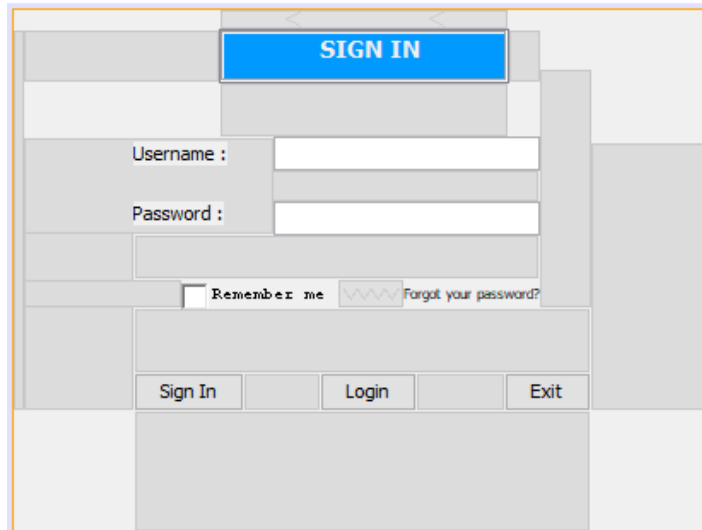 SIGN IN
Username :
Password :
Remember me Forgot your password?
Sign In Login Exit